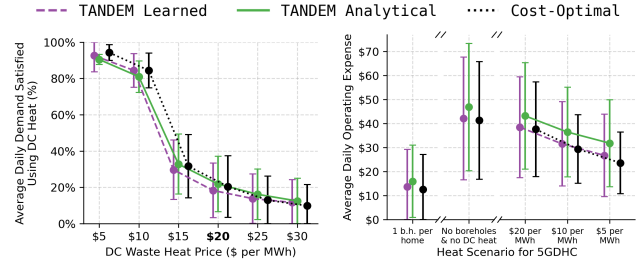 TANDEM Learned TANDEM Analytical Cost-Optimal
Average Daily Demand Satisfied
Using DC Heat (%)
100%
80%
60%
40%
20%
0%
$5 $10 $15 $20 $25 $30
DC Waste Heat Price ($ per MWh)
Average Daily Operating Expense
$70
$60
$50
$40
$30
$20
$10
$0
1 b.h. per
home
No boreholes
& no DC heat
$20 per
MWh
$10 per
MWh
$5 per
MWh
Heat Scenario for 5GDHC